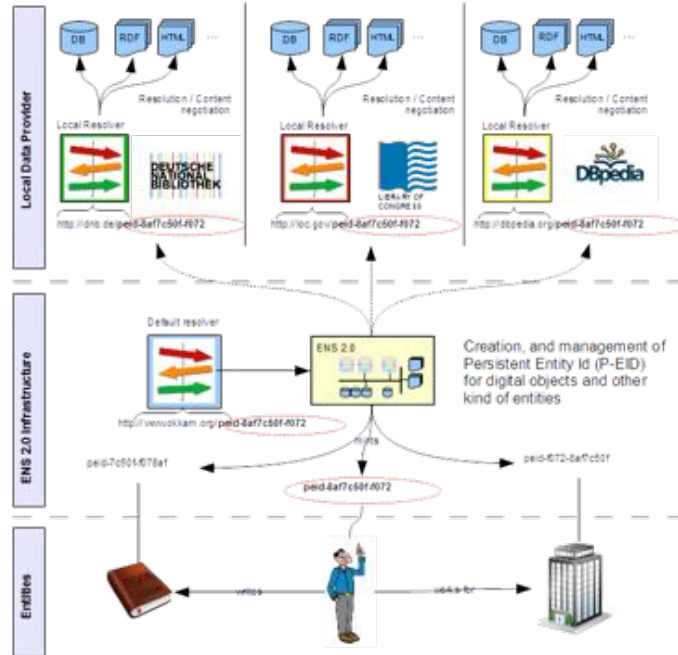 Local Data Provider
DB
RDF
HTML
...
Resolution / Content
negotiation
Local Resolver
DEUTSCHE
NATIONAL
BIBLIOTHEK
http://dnb.de/peid-8af7c50f-f072
DB
RDF
HTML
...
Resolution / Content
negotiation
Local Resolver
LIBRARY OF
CONGRESS
http://loc.gov/peid-8af7c50f-f072
DB
RDF
HTML
...
Resolution / Content
negotiation
Local Resolver
DBpedia
http://dbpedia.org/peid-8af7c50f-f072
ENS 2.0 Infrastructure
Default resolver
http://www.okkam.org/peid-8af7c50f-f072
ENS 2.0
Creation, and management of
Persistent Entity Id (P-EID)
for digital objects and other
kind of entities
mints
peid-7c50f-f078af
peid-8af7c50f-f072
peid-f072-8af7c50f
Entities
writes
works for